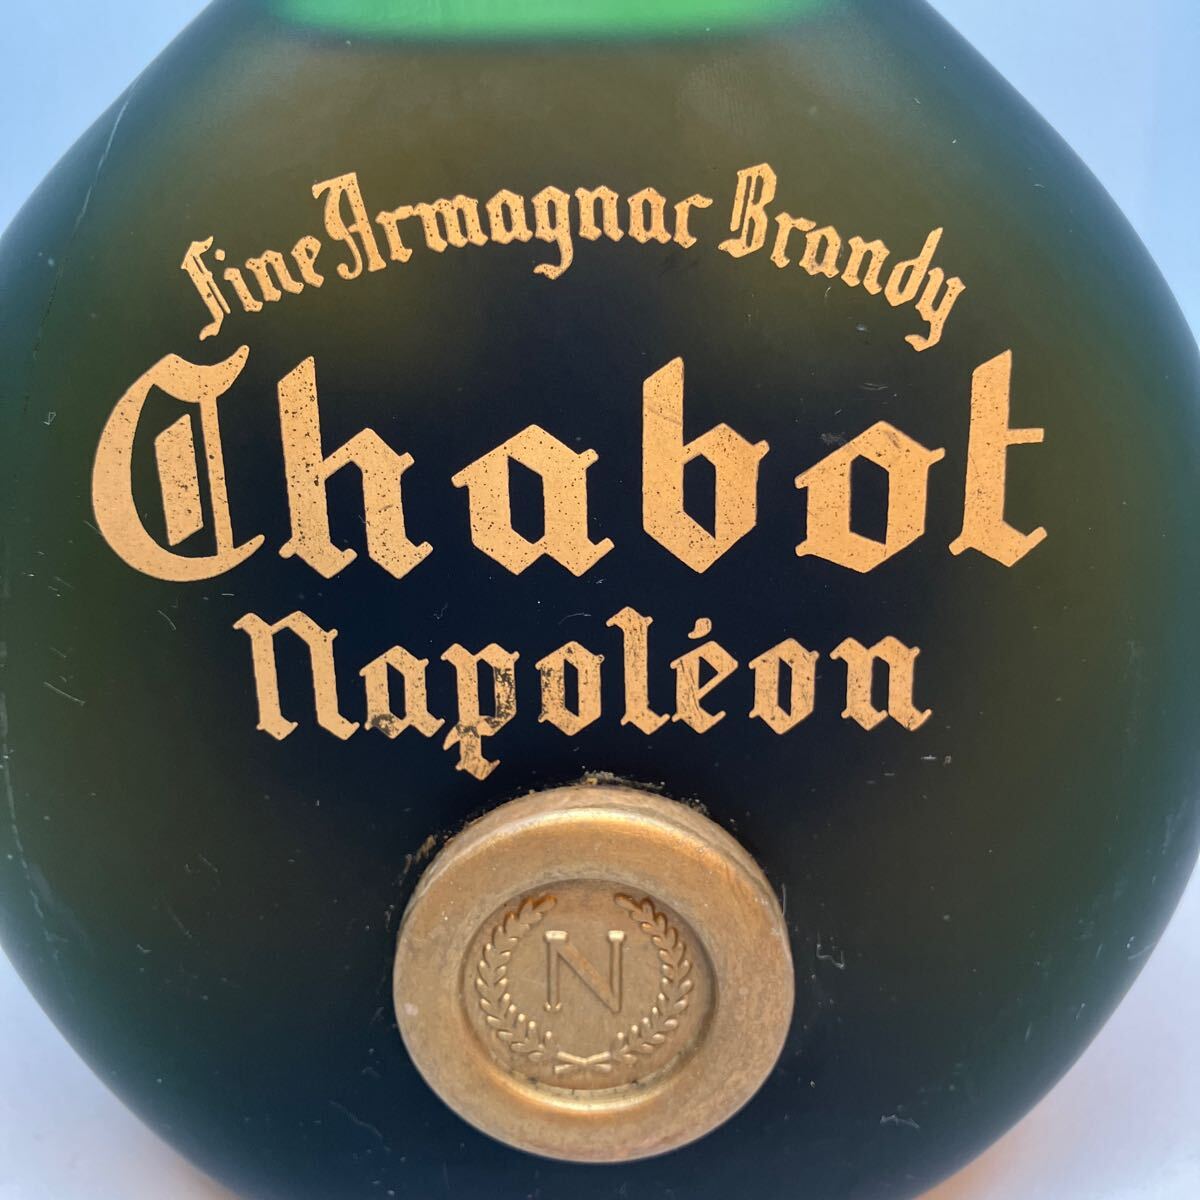 Fine Armagnac Brandy
Chabot
Napoléon
N